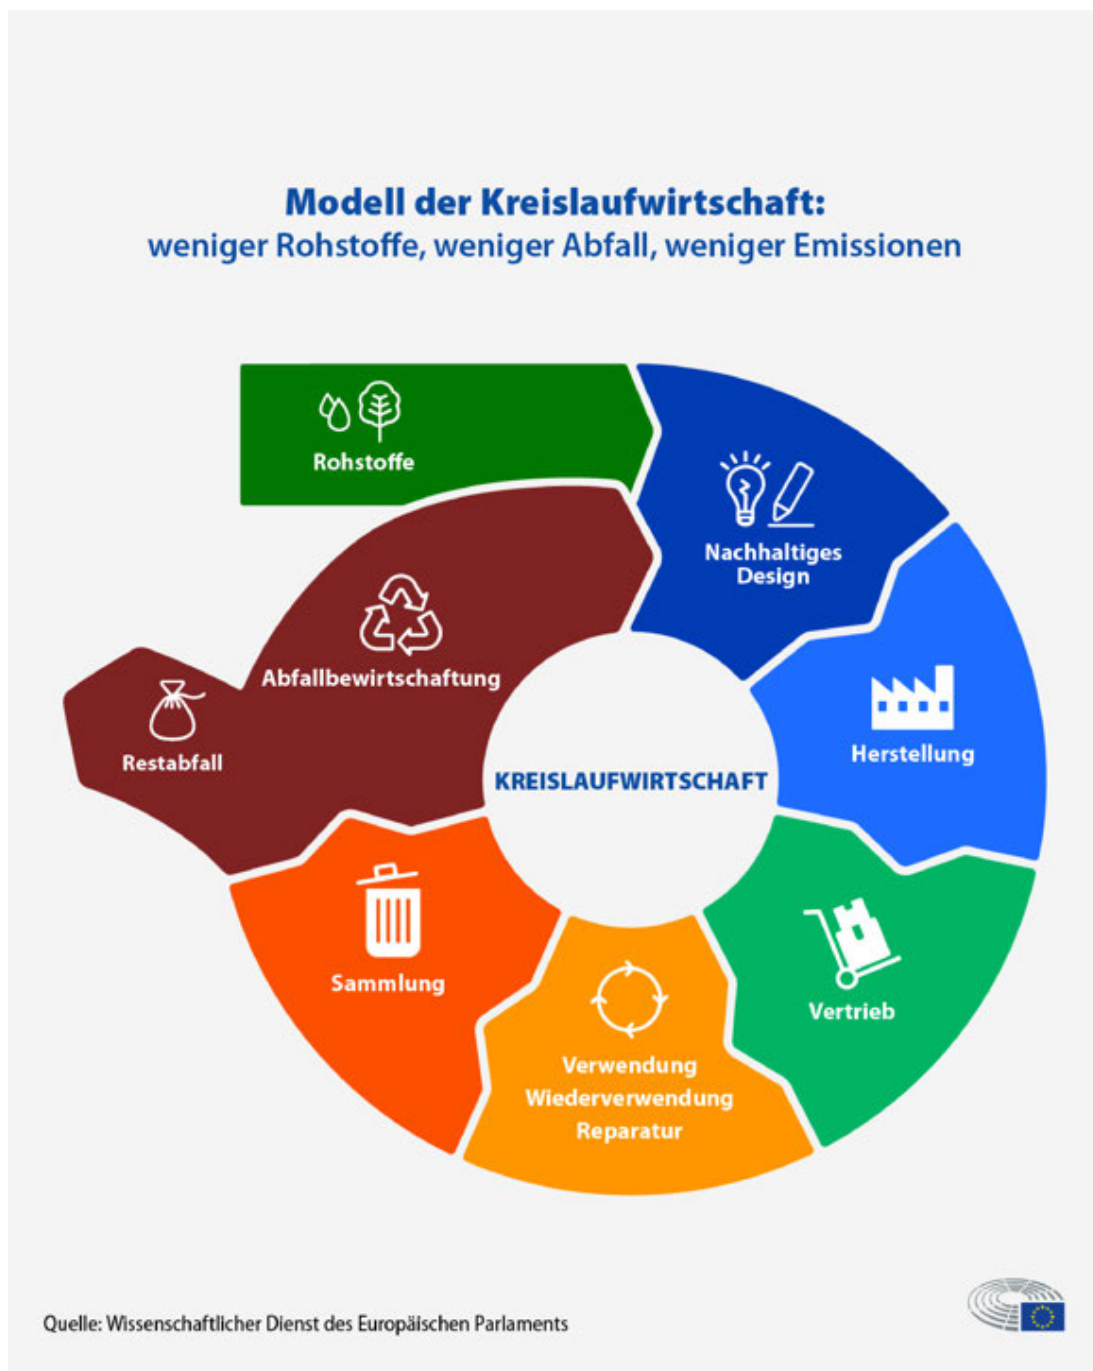 Modell der Kreislaufwirtschaft:
weniger Rohstoffe, weniger Abfall, weniger Emissionen
Rohstoffe
Nachhaltiges
Design
Herstellung
Vertrieb
Verwendung
Wiederverwendung
Reparatur
Sammlung
Abfallbewirtschaftung
Restabfall
KREISLAUFWIRTSCHAFT
Quelle: Wissenschaftlicher Dienst des Europäischen Parlaments